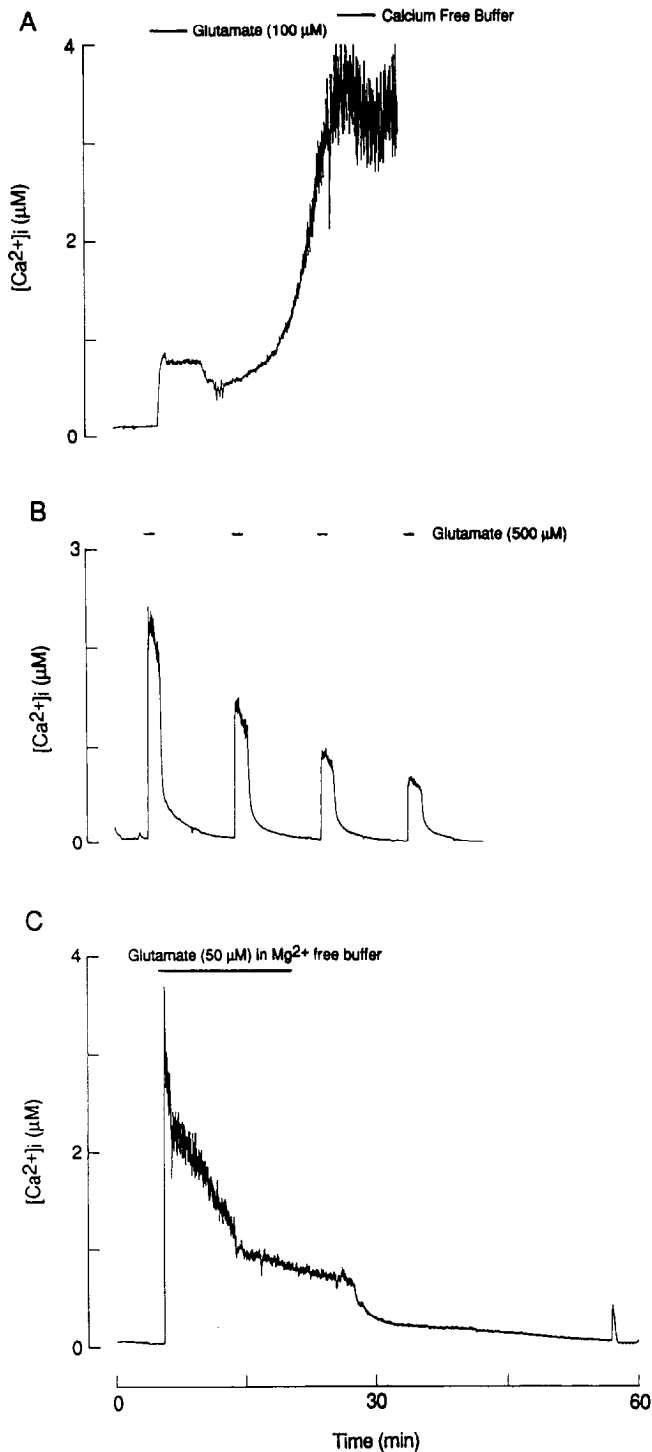 A
Calcium Free Buffer
Glutamate (100 μM)
4
2
0
[Ca2+]i (μM)
B
Glutamate (500 μM)
3
0
[Ca2+]i (μM)
C
Glutamate (50 μM) in Mg2+ free buffer
4
2
0
[Ca2+]i (μM)
0 30 60
Time (min)